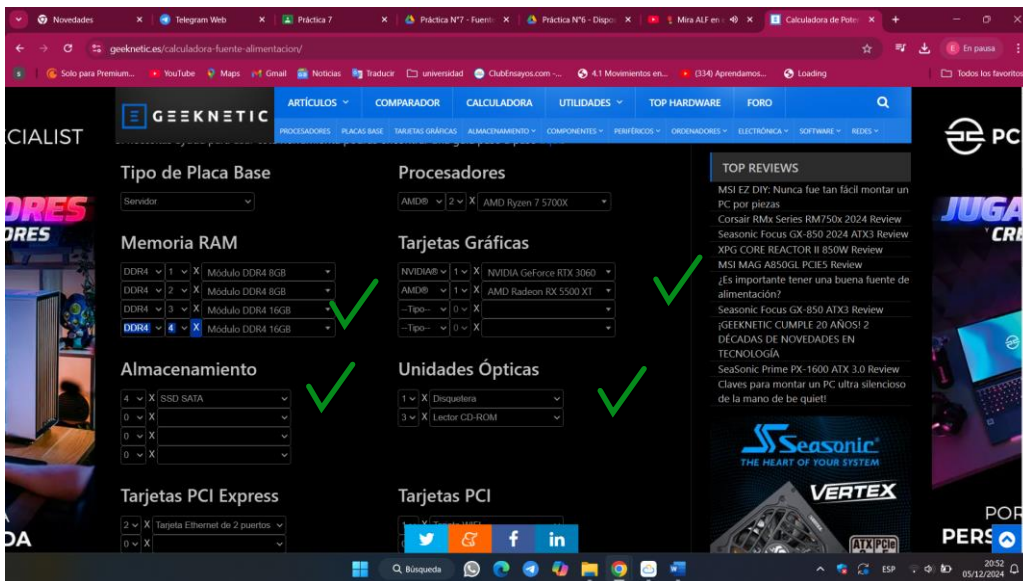 Novedades
Telegram Web
Práctica 7
Práctica N°7 - Fuent
Práctica N°6 - Dispo
Mira ALF en
Calculadora de Poter
geeknetic.es/calculadora-fuente-alimentacion/
En pausa
Solo para Premium...
YouTube
Maps
Gmail
Noticias
Traducir
universidad
ClubEnsayos.com -...
4.1 Movimientos en...
(334) Aprendamos...
Loading
Todos los favoritos
GEEKNETIC
ARTÍCULOS
COMPARADOR
CALCULADORA
UTILIDADES
TOP HARDWARE
FORO
PROCESADORES
PLACAS BASE
TARJETAS GRÁFICAS
ALMACENAMIENTO
COMPONENTES
PERIFÉRICOS
ORDENADORES
ELECTRÓNICA
SOFTWARE
REDES
CIALIST
PC
Tipo de Placa Base
Servidor
Procesadores
AMD® 2 X AMD Ryzen 7 5700X
Memoria RAM
DDR4 1 X Módulo DDR4 8GB
DDR4 2 X Módulo DDR4 8GB
DDR4 3 X Módulo DDR4 16GB
DDR4 4 X Módulo DDR4 16GB
Tarjetas Gráficas
NVIDIA® 1 X NVIDIA GeForce RTX 3060
AMD® 1 X AMD Radeon RX 5500 XT
--Tipo-- 0 X
--Tipo-- 0 X
Almacenamiento
4 X SSD SATA
0 X
0 X
0 X
Unidades Ópticas
1 X Disquetera
3 X Lector CD-ROM
Tarjetas PCI Express
2 X Tarjeta Ethernet de 2 puertos
0 X
Tarjetas PCI
TOP REVIEWS
MSI EZ DIY: Nunca fue tan fácil montar un
PC por piezas
Corsair RMx Series RM750x 2024 Review
Seasonic Focus GX-850 2024 ATX3 Review
XPG CORE REACTOR II 850W Review
MSI MAG A850GL PCIE5 Review
¿Es importante tener una buena fuente de
alimentación?
Seasonic Focus GX-850 ATX3 Review
¡GEEKNETIC CUMPLE 20 AÑOS! 2
DÉCADAS DE NOVEDADES EN
TECNOLOGÍA
SeaSonic Prime PX-1600 ATX 3.0 Review
Claves para montar un PC ultra silencioso
de la mano de be quiet!
Seasonic
THE HEART OF YOUR SYSTEM
VERTEX
ATX
PCIe
DORES
ORES
JUGA
CRE
DA
POR
PERS
Búsqueda
ESP
20:52
05/12/2024